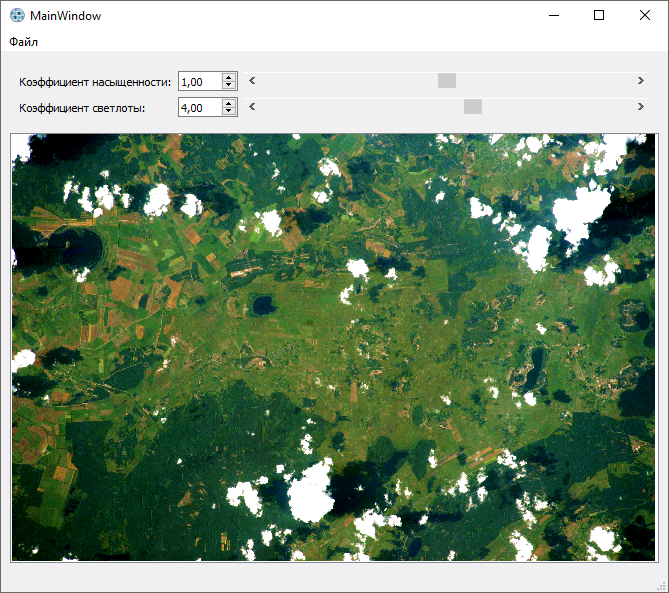 MainWindow
Файл
Коэффициент насыщенности: 1,00
Коэффициент светлоты: 4,00